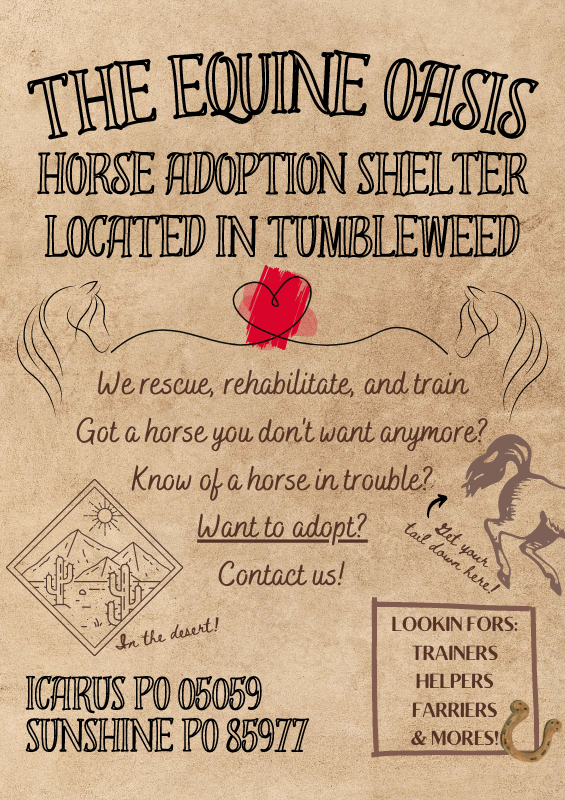 THE EQUINE OASIS
HORSE ADOPTION SHELTER
LOCATED IN TUMBLEWEED
We rescue, rehabilitate, and train
Got a horse you don't want anymore?
Know of a horse in trouble?
Want to adopt?
Contact us!
Get your
tail down here!
In the desert!
LOOKIN FORS:
TRAINERS
HELPERS
FARRIERS
& MORES!
ICARUS PO 05059
SUNSHINE PO 85977